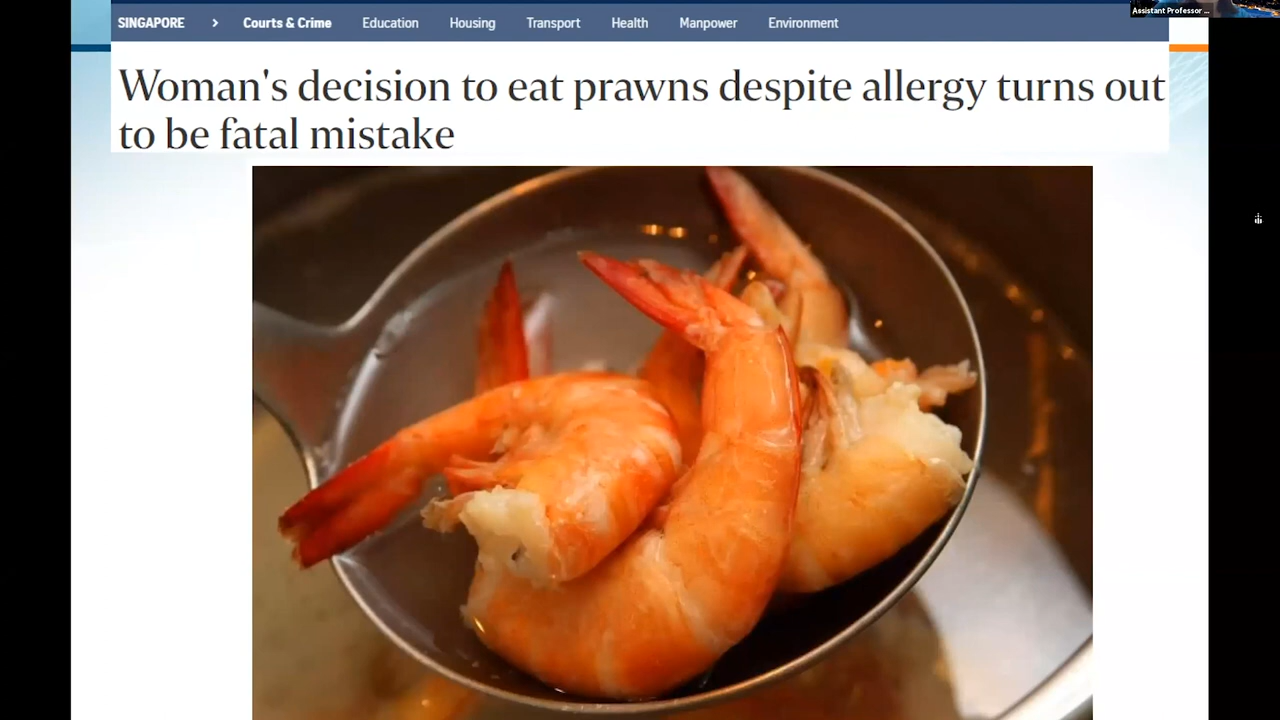 Assistant Professor ...
SINGAPORE > Courts & Crime Education Housing Transport Health Manpower Environment
Woman's decision to eat prawns despite allergy turns out
to be fatal mistake